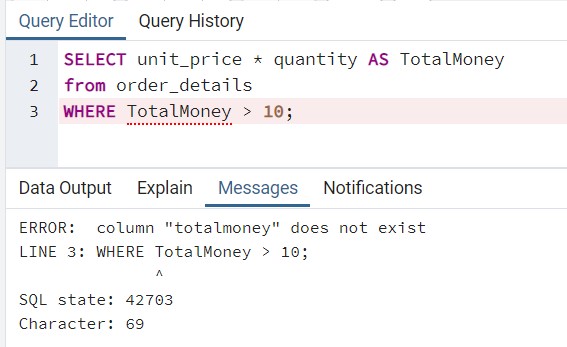 Query Editor Query History
1 SELECT unit_price * quantity AS TotalMoney
2 from order_details
3 WHERE TotalMoney > 10;
Data Output Explain Messages Notifications
ERROR:  column "totalmoney" does not exist
LINE 3: WHERE TotalMoney > 10;
^
SQL state: 42703
Character: 69